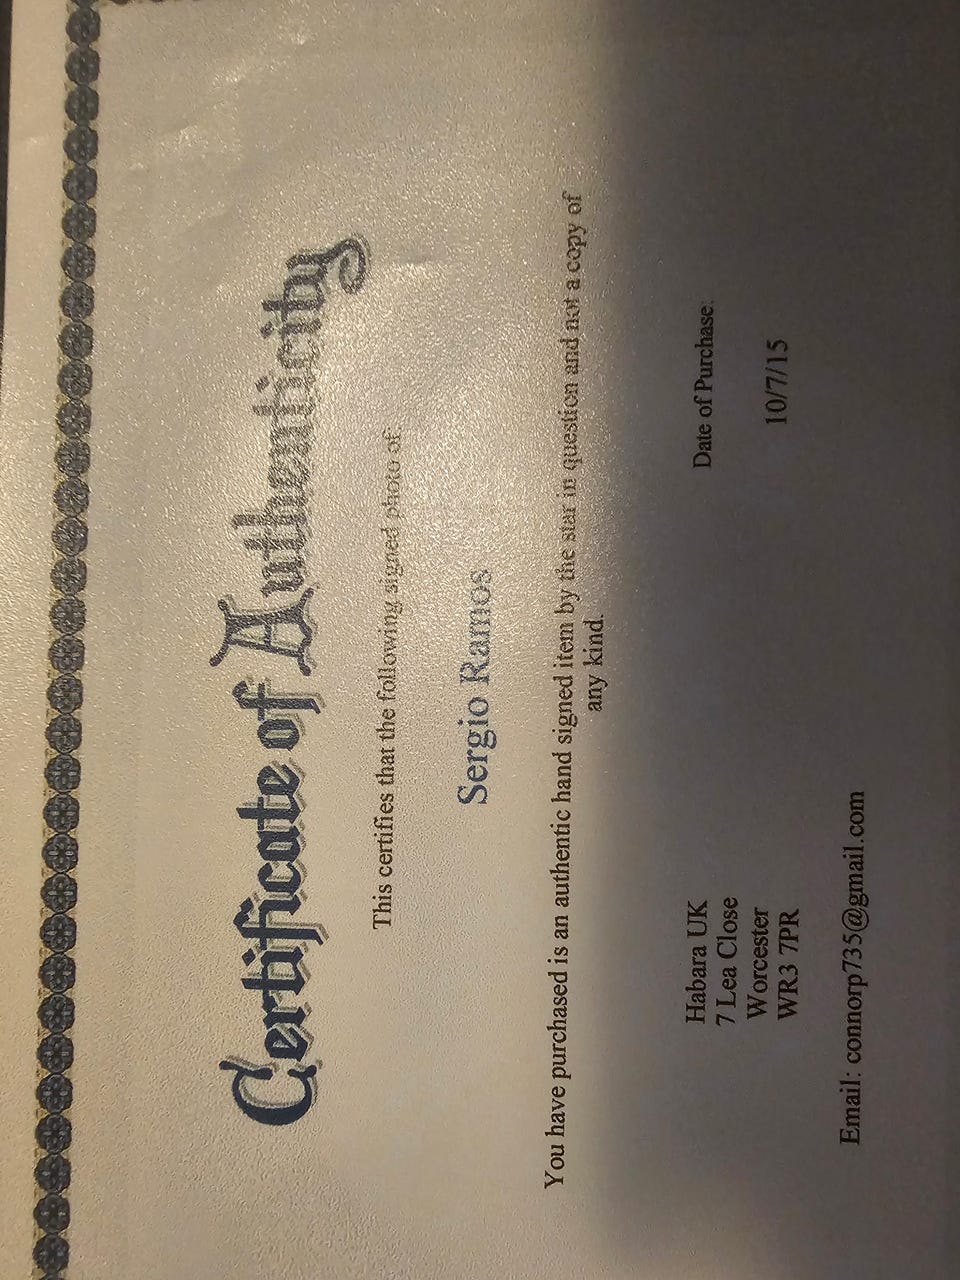 Certificate of Authenticity
This certifies that the following signed photo of:
Sergio Ramos
You have purchased is an authentic hand signed item by the star in question and not a copy of
any kind.
Habara UK
7 Lea Close
Worcester
WR3 7PR
Email: connorp735@gmail.com
Date of Purchase:
10/7/15